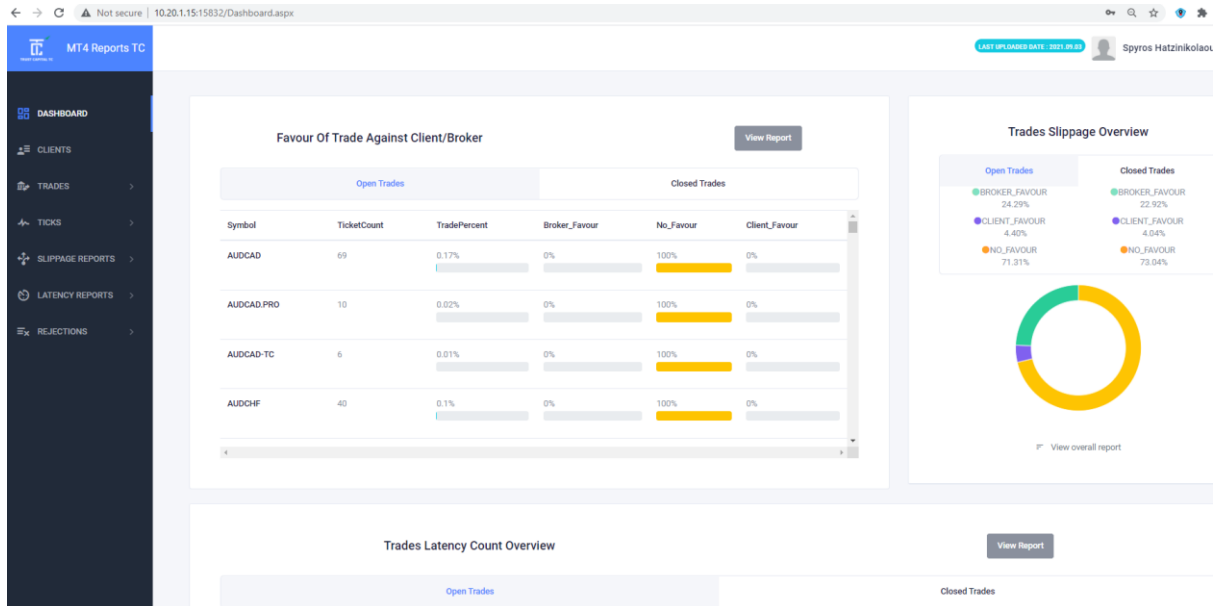 Not secure | 10.20.1.15:15832/Dashboard.aspx
TC MT4 Reports TC
LAST UPLOADED DATE : 2021.09.03 Spyros Hatzinikolaou
DASHBOARD
CLIENTS
TRADES
TICKS
SLIPPAGE REPORTS
LATENCY REPORTS
REJECTIONS
Favour Of Trade Against Client/Broker View Report
Open Trades Closed Trades
Symbol TicketCount TradePercent Broker_Favour No_Favour Client_Favour
AUDCAD 69 0.17% 0% 100% 0%
AUDCAD.PRO 10 0.02% 0% 100% 0%
AUDCAD-TC 6 0.01% 0% 100% 0%
AUDCHF 40 0.1% 0% 100% 0%
Trades Slippage Overview
Open Trades Closed Trades
BROKER_FAVOUR BROKER_FAVOUR
24.29% 22.92%
CLIENT_FAVOUR CLIENT_FAVOUR
4.40% 4.04%
NO_FAVOUR NO_FAVOUR
71.31% 73.04%
View overall report
Trades Latency Count Overview View Report
Open Trades Closed Trades